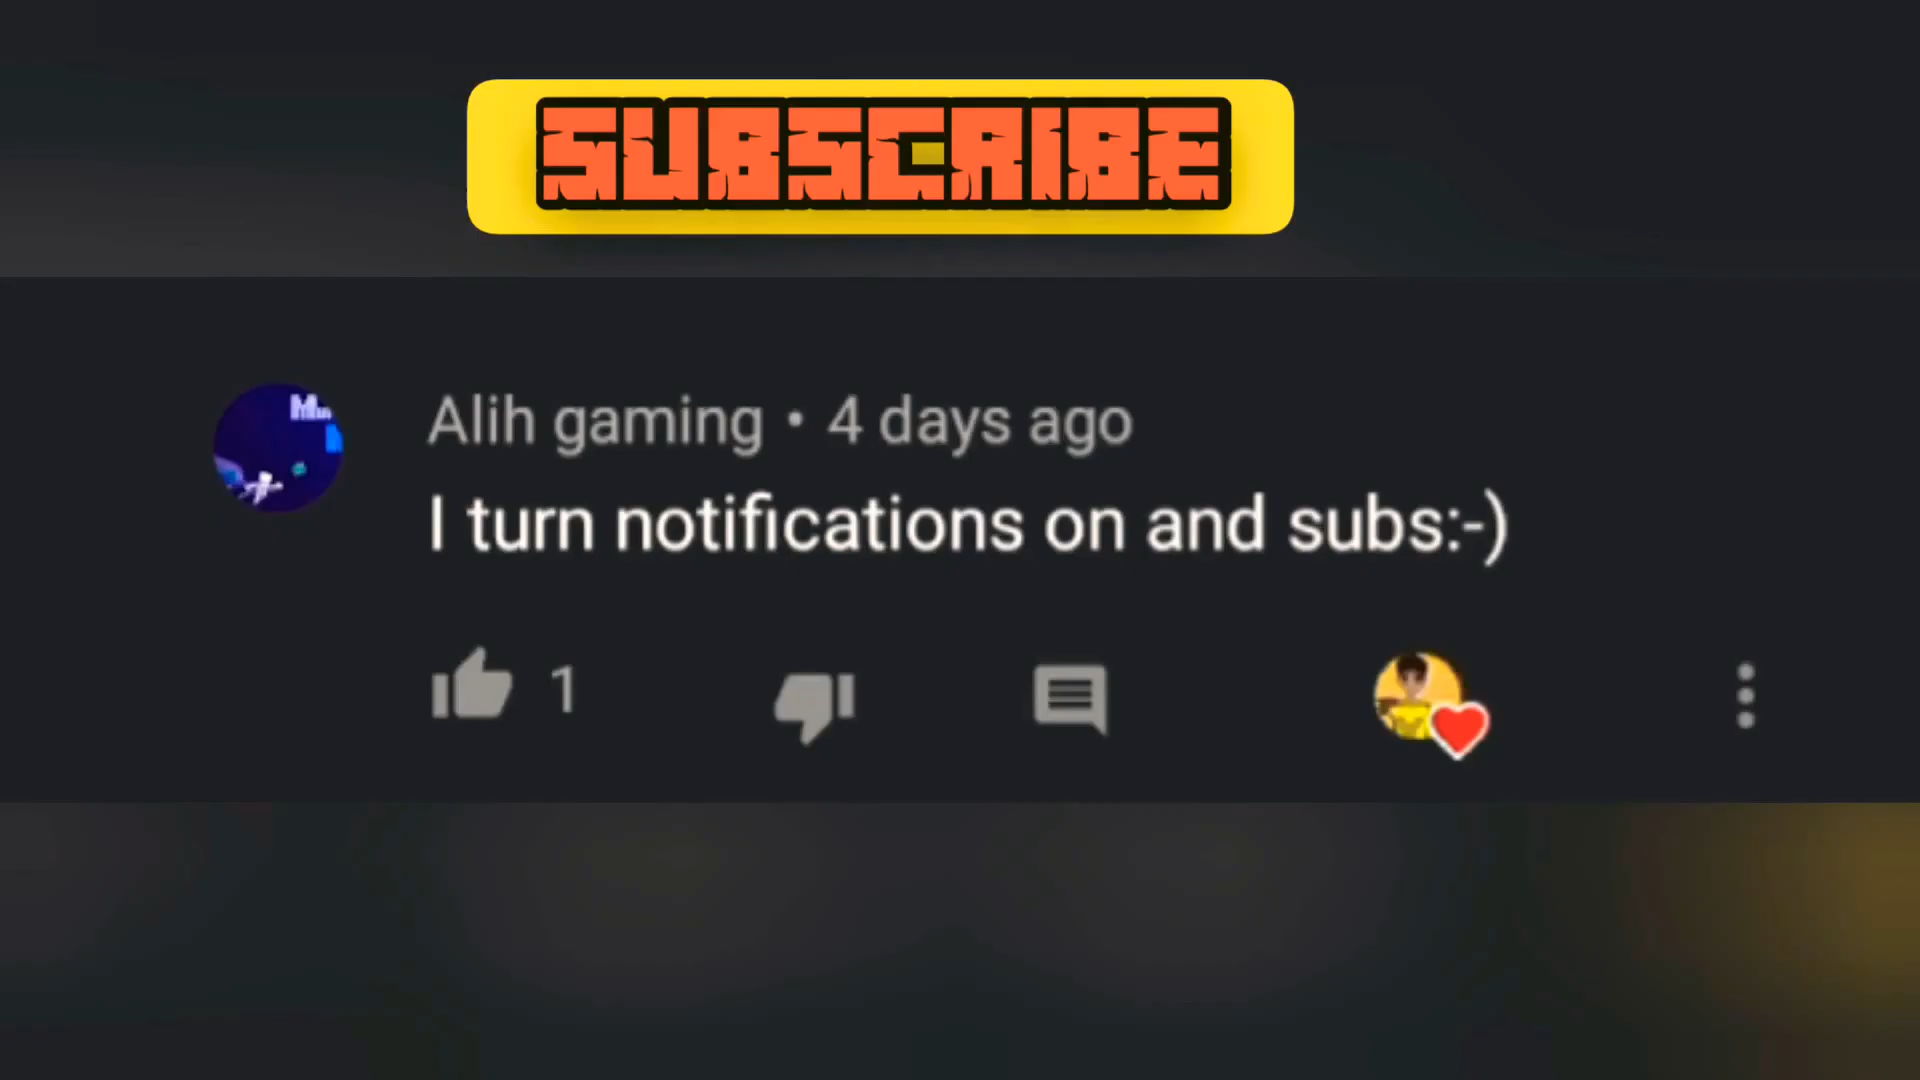 SUBSCRIBE
Alih gaming • 4 days ago
I turn notifications on and subs:-)
1